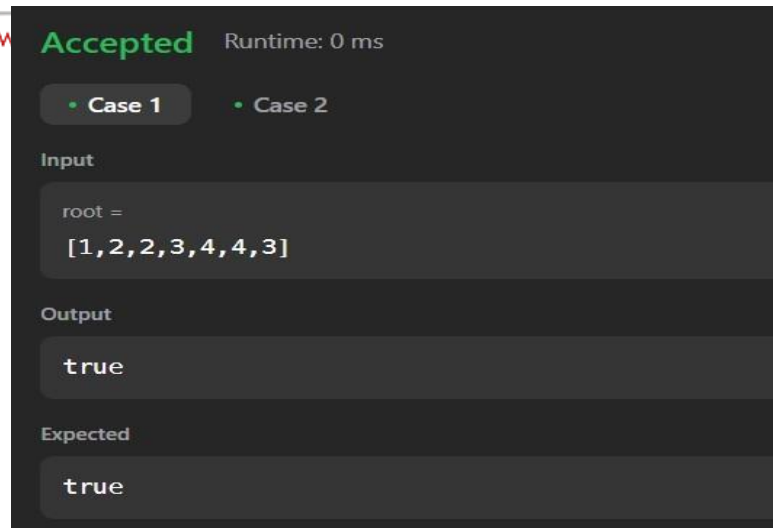 Accepted Runtime: 0 ms
• Case 1 • Case 2
Input
root =
[1,2,2,3,4,4,3]
Output
true
Expected
true